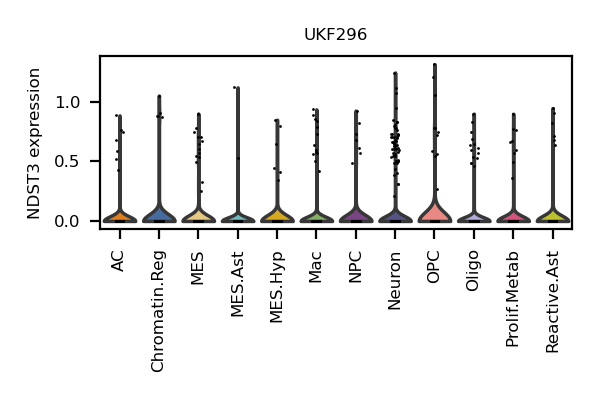 UKF296
NDST3 expression
1.0
0.5
0.0
AC
Chromatin.Reg
MES
MES.Ast
MES.Hyp
Mac
NPC
Neuron
OPC
Oligo
Prolif.Metab
Reactive.Ast